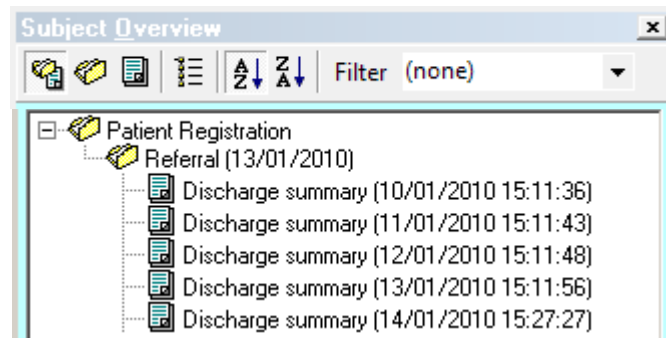 Subject Overview
Filter (none)
Patient Registration
Referral (13/01/2010)
Discharge summary (10/01/2010 15:11:36)
Discharge summary (11/01/2010 15:11:43)
Discharge summary (12/01/2010 15:11:48)
Discharge summary (13/01/2010 15:11:56)
Discharge summary (14/01/2010 15:27:27)